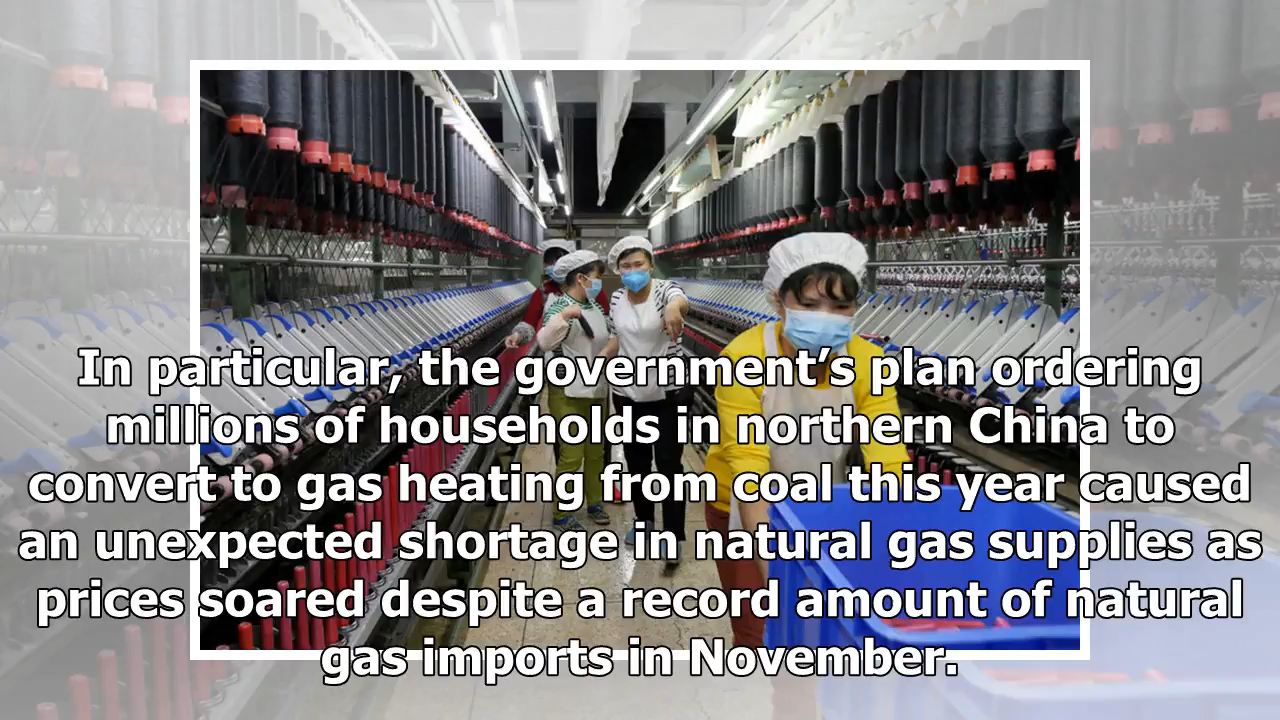 In particular, the government’s plan ordering
millions of households in northern China to
convert to gas heating from coal this year caused
an unexpected shortage in natural gas supplies as
prices soared despite a record amount of natural
gas imports in November.